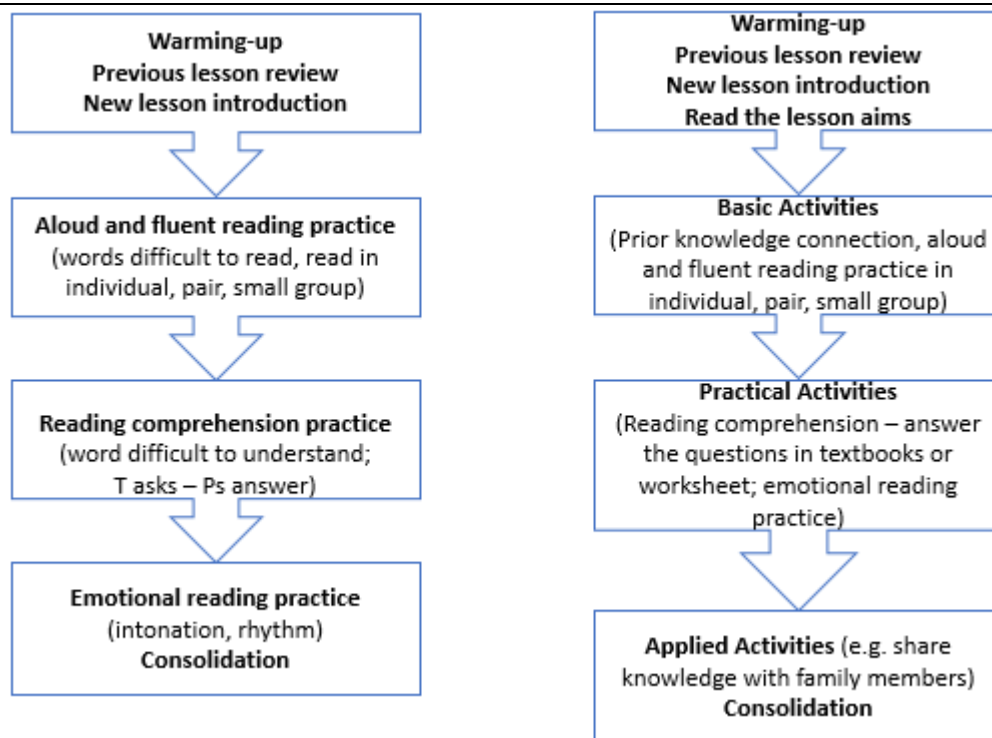 Warming-up
Previous lesson review
New lesson introduction
Aloud and fluent reading practice
(words difficult to read, read in
individual, pair, small group)
Reading comprehension practice
(word difficult to understand;
T asks – Ps answer)
Emotional reading practice
(intonation, rhythm)
Consolidation
Warming-up
Previous lesson review
New lesson introduction
Read the lesson aims
Basic Activities
(Prior knowledge connection, aloud
and fluent reading practice in
individual, pair, small group)
Practical Activities
(Reading comprehension – answer
the questions in textbooks or
worksheet; emotional reading
practice)
Applied Activities (e.g. share
knowledge with family members)
Consolidation